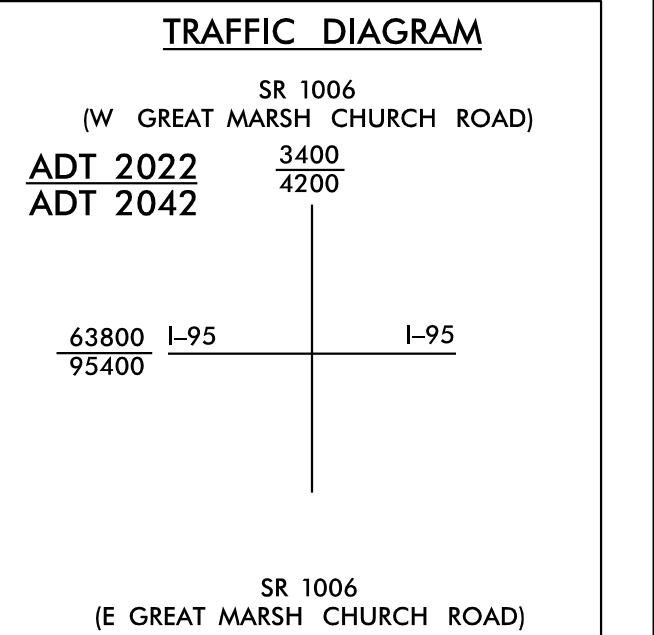 TRAFFIC DIAGRAM
SR 1006
(W GREAT MARSH CHURCH ROAD)
ADT 2022
ADT 2042
3400
4200
63800
95400
I–95
I–95
SR 1006
(E GREAT MARSH CHURCH ROAD)